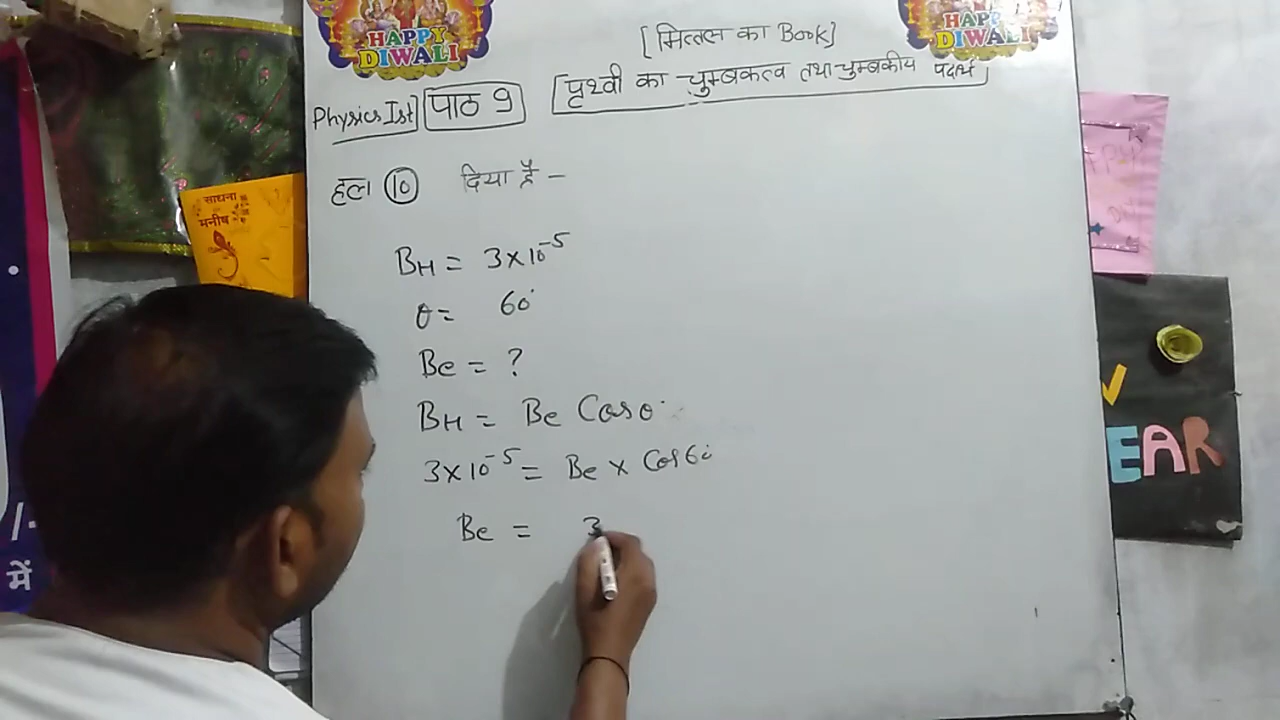 HAPPY
DIWALI
HAPPY
DIWALI
[मित्तल का Book]
Physics Ist पाठ 9 पृथ्वी का चुम्बकत्व तथा चुम्बकीय पदार्थ
हल 10 दिया है –
BH = 3×10⁻⁵
θ = 60°
Be = ?
BH = Be Cosθ
3×10⁻⁵ = Be × Cos60°
Be = 3
साधना
मनीष
EAR
में